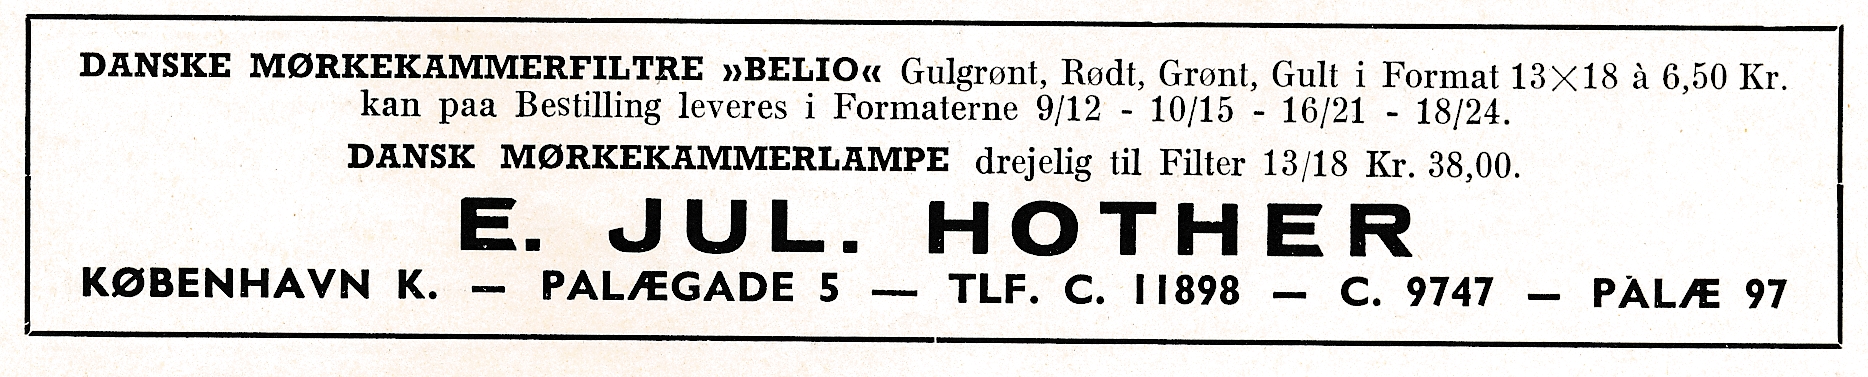 DANSKE MØRKEKAMMERFILTRE »BELIO« Gulgrønt, Rødt, Grønt, Gult i Format 13×18 à 6,50 Kr.
kan paa Bestilling leveres i Formaterne 9/12 - 10/15 - 16/21 - 18/24.
DANSK MØRKEKAMMERLAMPE drejelig til Filter 13/18 Kr. 38,00.
E. JUL. HOTHER
KØBENHAVN K. — PALÆGADE 5 — TLF. C. 11898 — C. 9747 — PALÆ 97